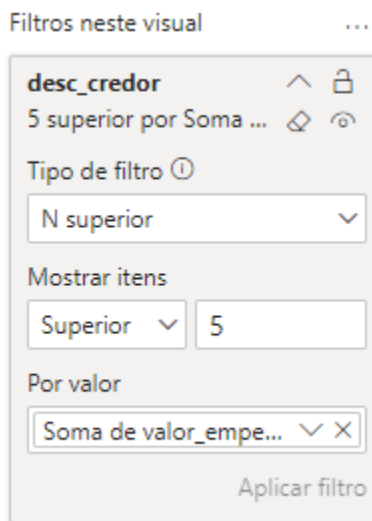 Filtros neste visual ...
desc_credor
5 superior por Soma ...
Tipo de filtro
N superior
Mostrar itens
Superior 5
Por valor
Soma de valor_empe...
Aplicar filtro